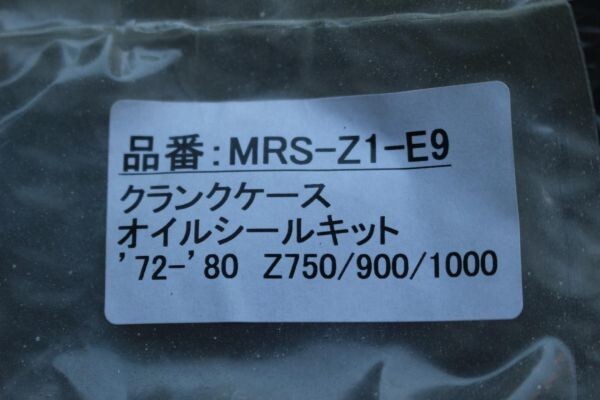 品番:MRS-Z1-E9
クランクケース
オイルシールキット
'72-'80 Z750/900/1000